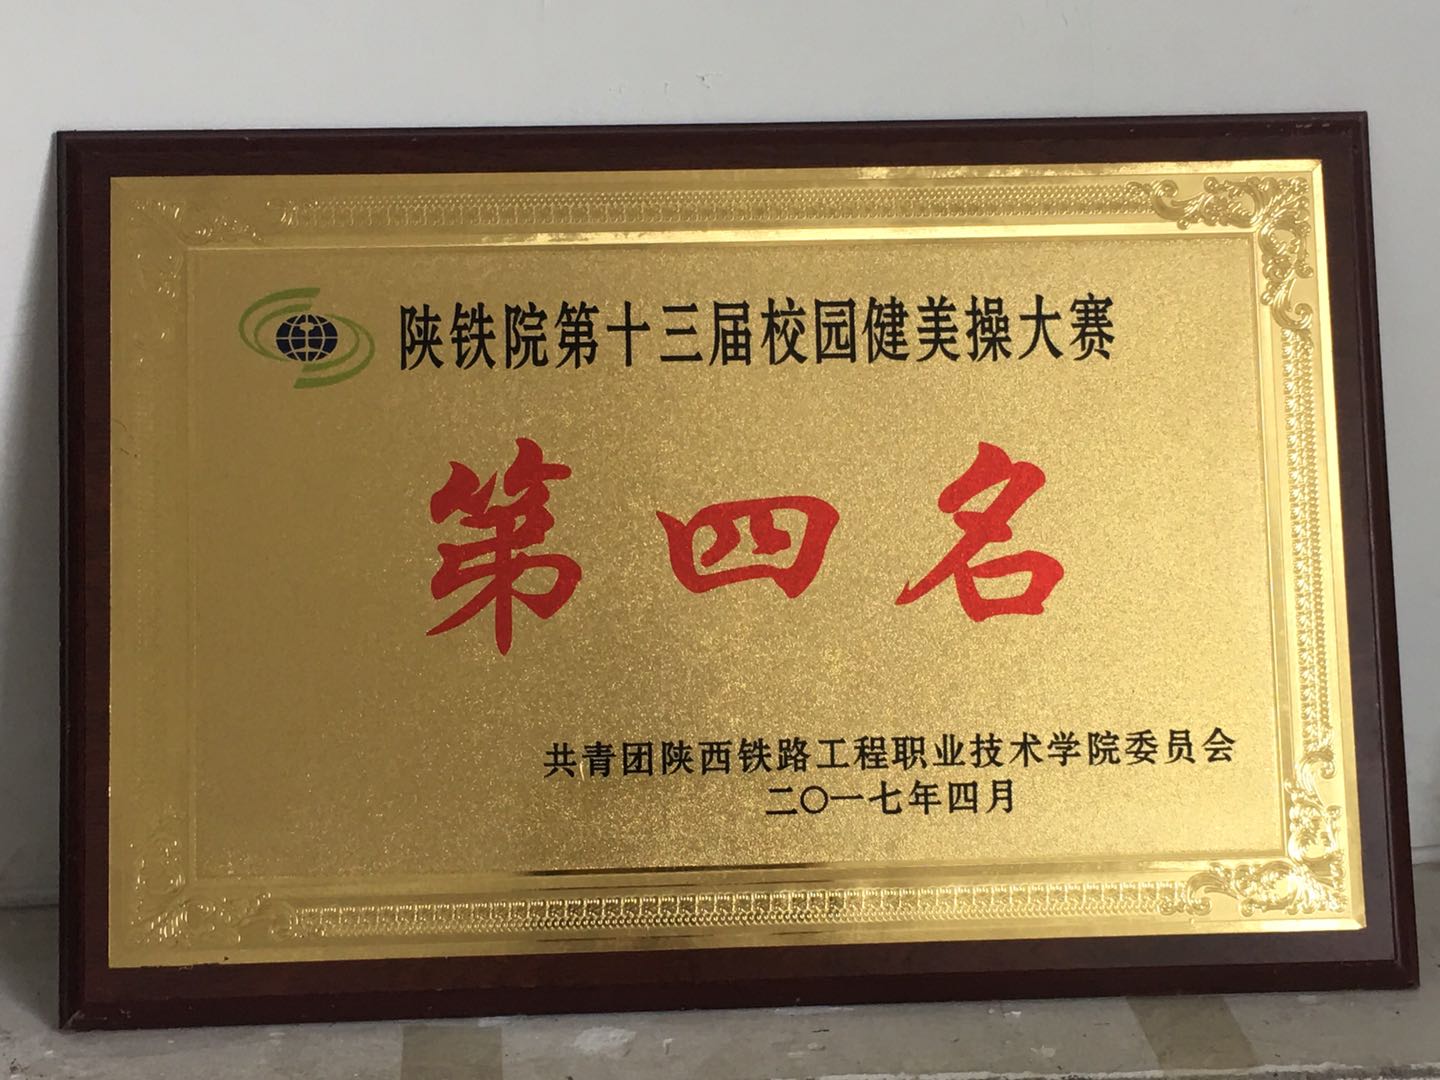 陕铁院第十三届校园健美操大赛
第四名
共青团陕西铁路工程职业技术学院委员会
二〇一七年四月